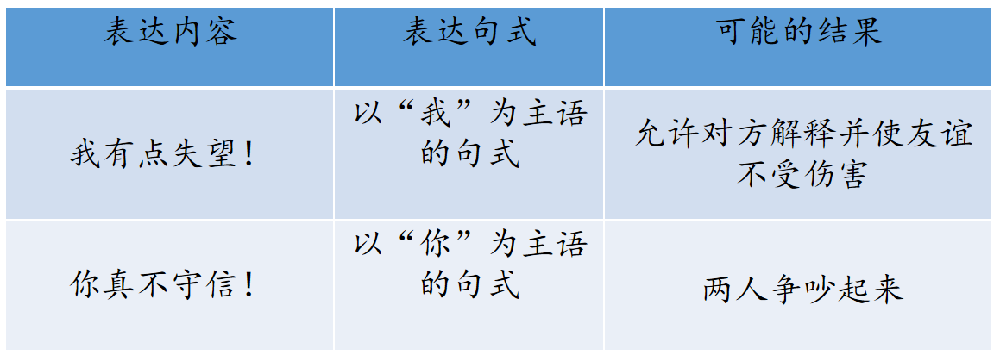 表达内容 表达句式 可能的结果
我有点失望！
以“我”为主语
的句式
允许对方解释并使友谊
不受伤害
你真不守信！
以“你”为主语
的句式
两人争吵起来